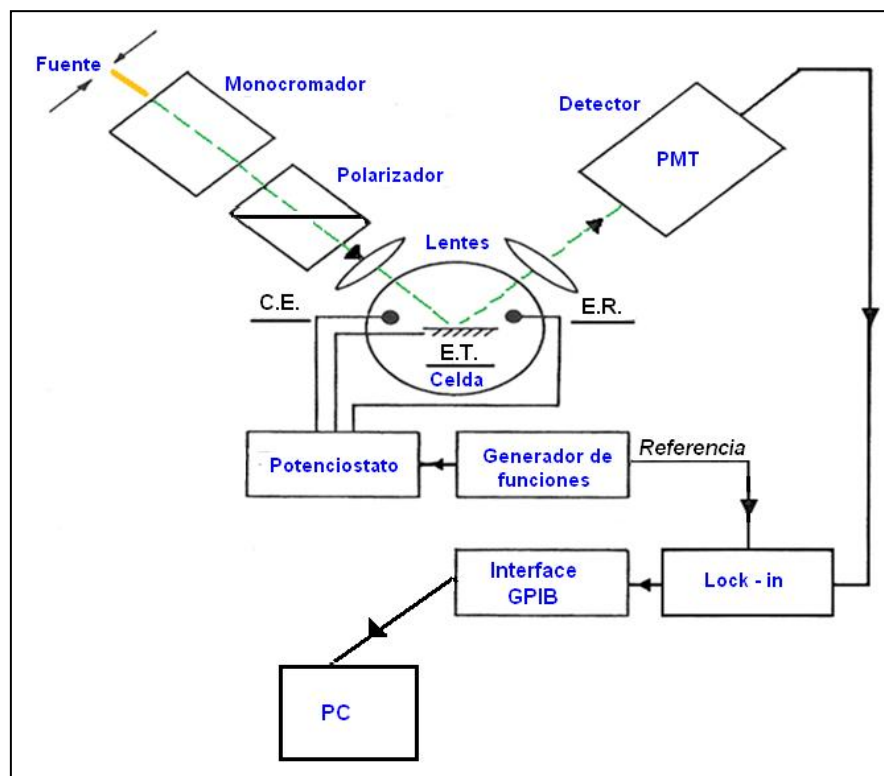 Fuente
Monocromador
Detector
PMT
Polarizador
Lentes
C.E.
E.R.
E.T.
Celda
Potenciostato
Generador de
funciones
Referencia
Interface
GPIB
Lock - in
PC